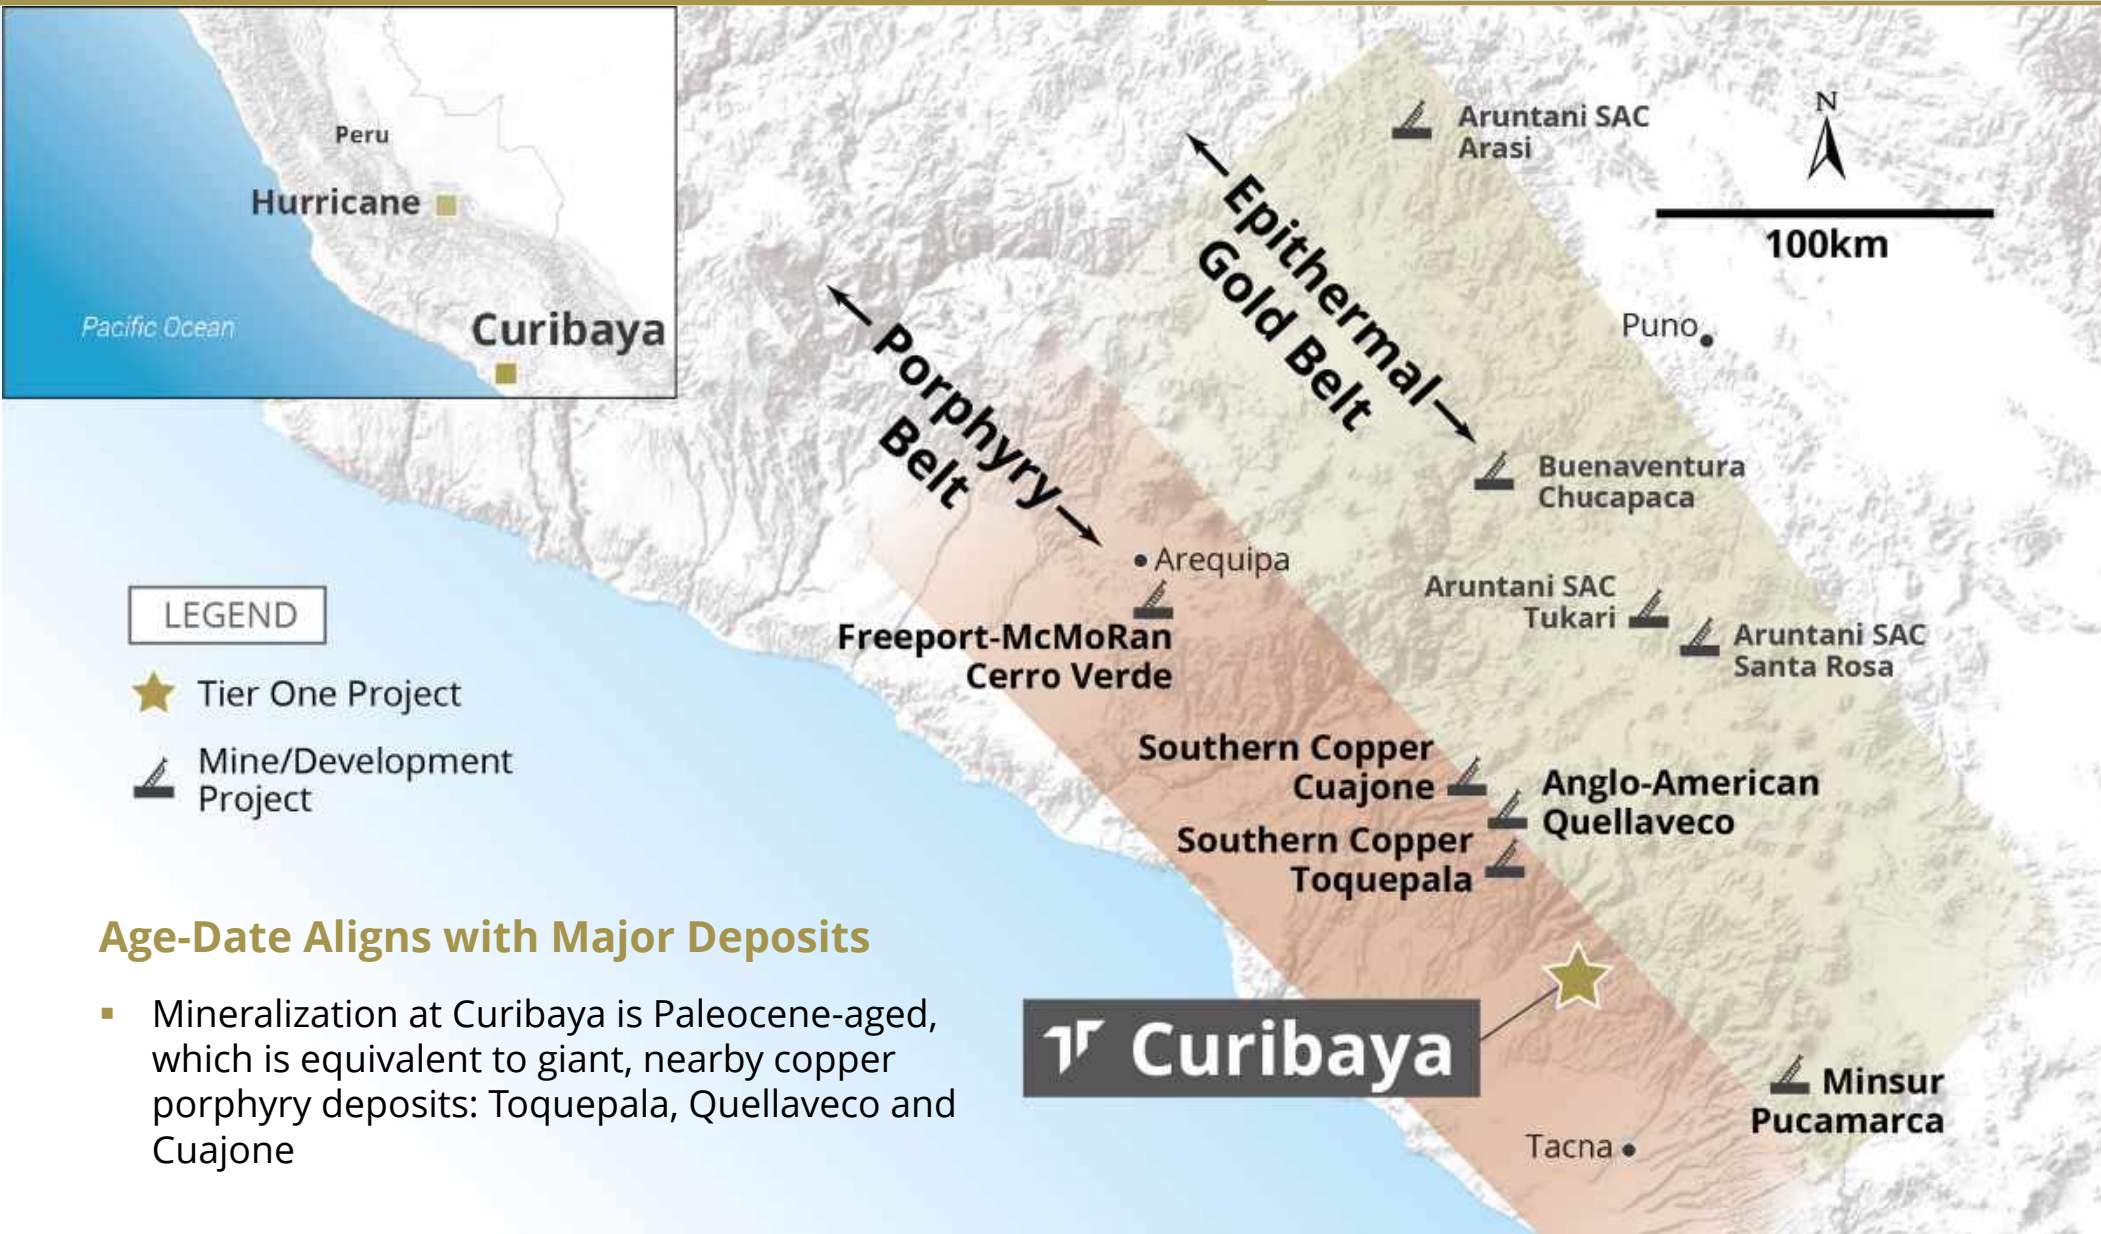 Peru
Hurricane
Pacific Ocean
Curibaya
Aruntani SAC
Arasi
N
100km
Epithermal
Gold Belt
Puno
Porphyry
Belt
Buenaventura
Chucapaca
Arequipa
Aruntani SAC
Tukari
Aruntani SAC
Santa Rosa
Freeport-McMoRan
Cerro Verde
LEGEND
Tier One Project
Mine/Development
Project
Southern Copper
Cuajone
Anglo-American
Quellaveco
Southern Copper
Toquepala
Age-Date Aligns with Major Deposits
▪ Mineralization at Curibaya is Paleocene-aged,
which is equivalent to giant, nearby copper
porphyry deposits: Toquepala, Quellaveco and
Cuajone
Curibaya
Minsur
Pucamarca
Tacna